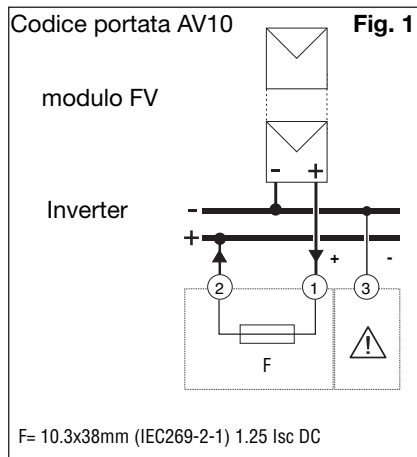 Codice portata AV10 Fig. 1
modulo FV
- +
Inverter -
+
+ -
2 1 3
F
F= 10.3x38mm (IEC269-2-1) 1.25 Isc DC